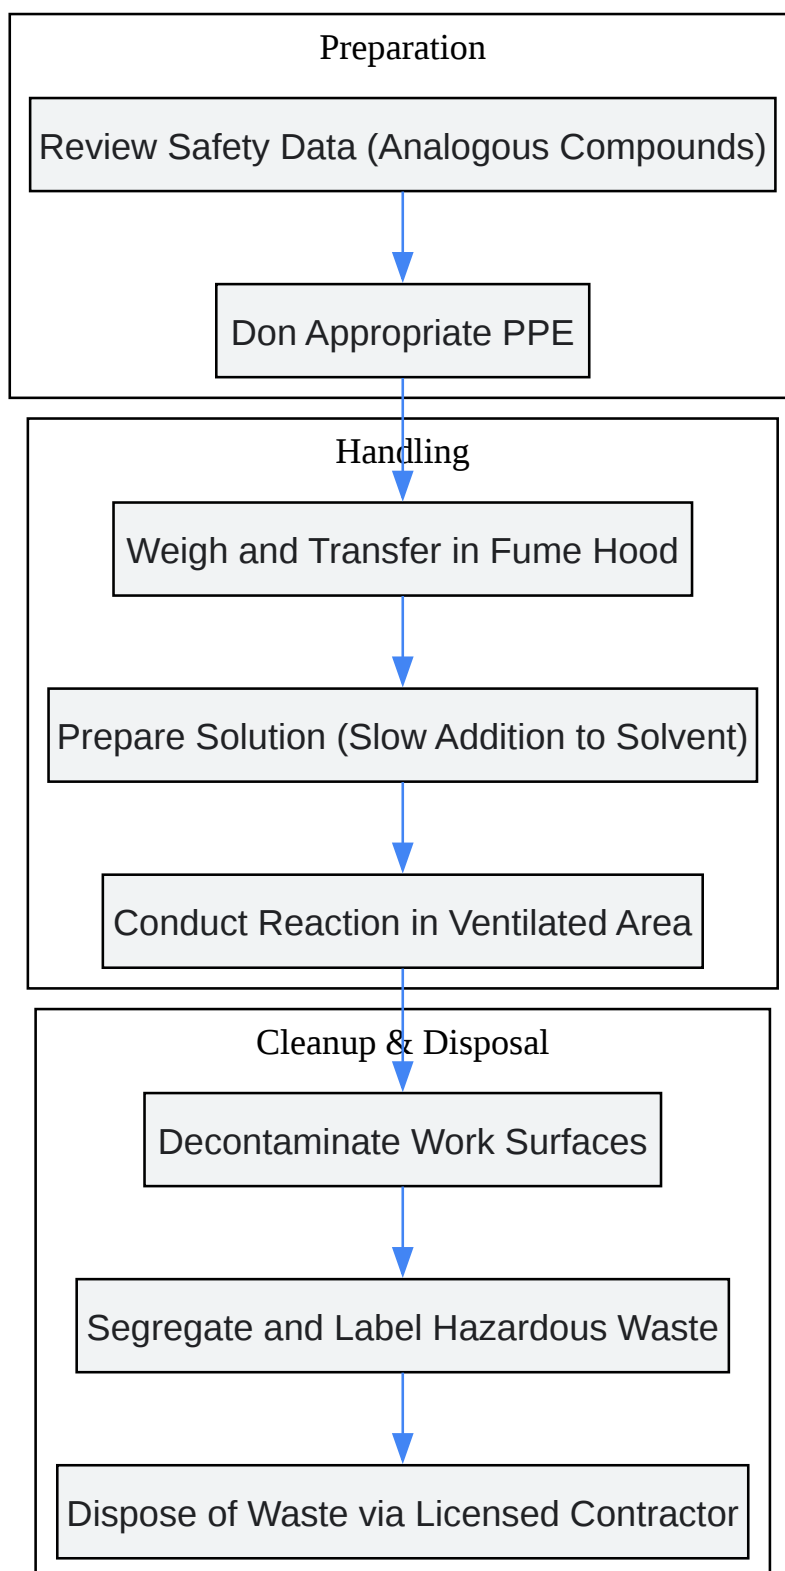 Preparation
Review Safety Data (Analogous Compounds)
Don Appropriate PPE
Handling
Weigh and Transfer in Fume Hood
Prepare Solution (Slow Addition to Solvent)
Conduct Reaction in Ventilated Area
Cleanup & Disposal
Decontaminate Work Surfaces
Segregate and Label Hazardous Waste
Dispose of Waste via Licensed Contractor